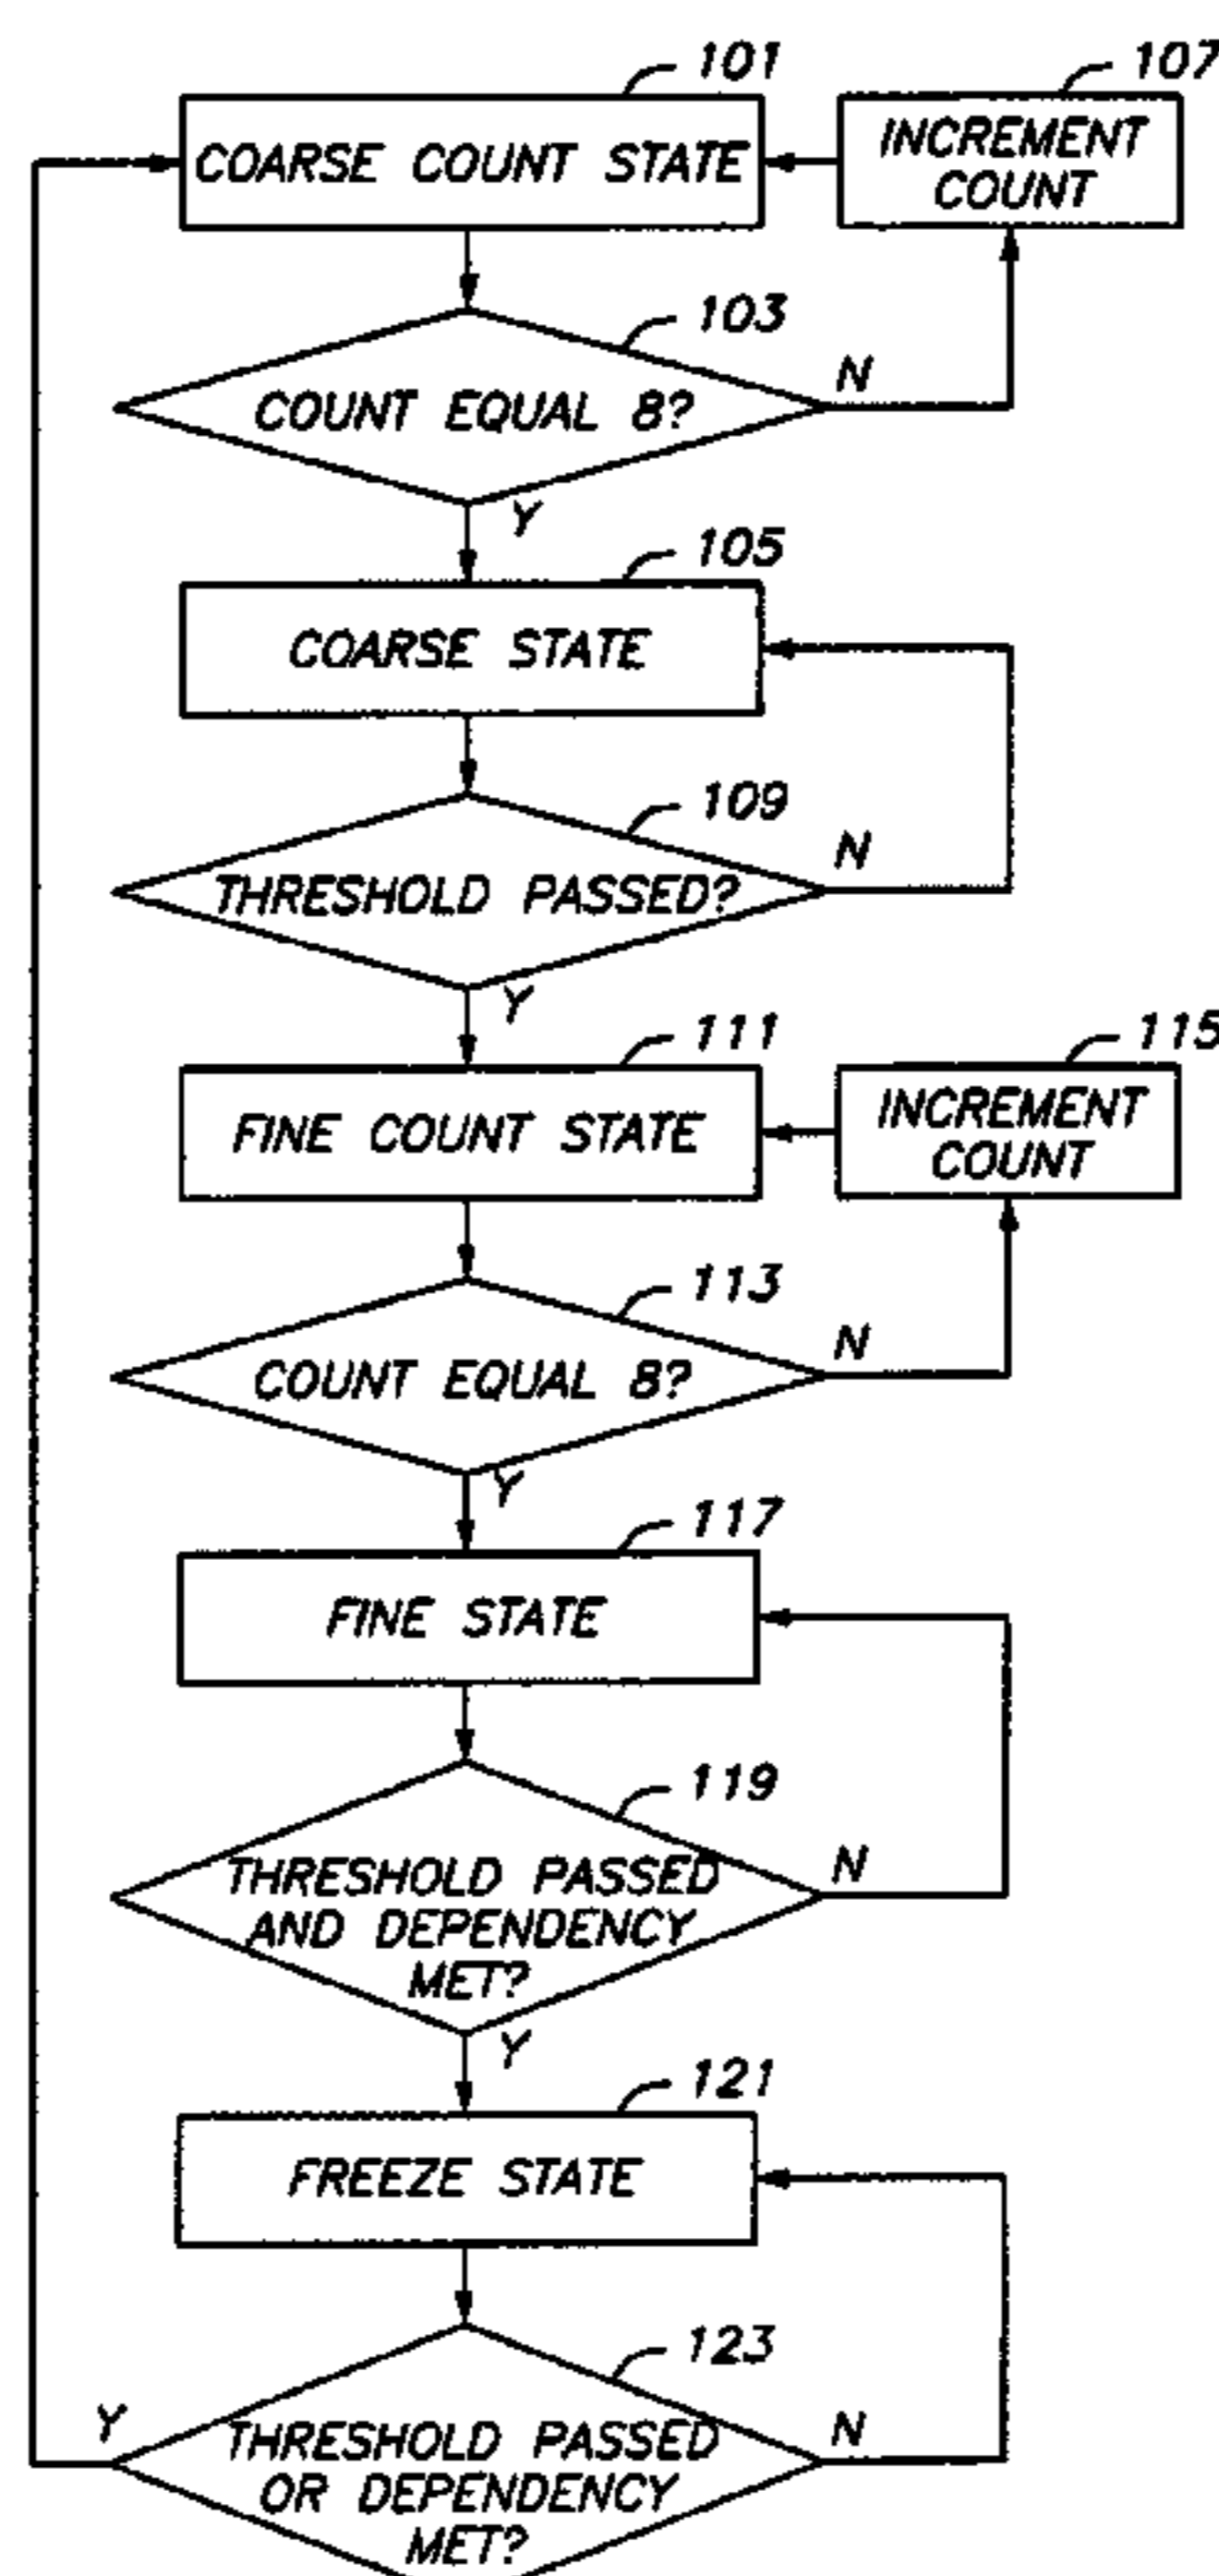 101
107
COARSE COUNT STATE
INCREMENT
COUNT
103
COUNT EQUAL 8?
N
Y
105
COARSE STATE
109
THRESHOLD PASSED?
N
Y
111
115
FINE COUNT STATE
INCREMENT
COUNT
113
COUNT EQUAL 8?
N
Y
117
FINE STATE
119
THRESHOLD PASSED
AND DEPENDENCY
MET?
N
Y
121
FREEZE STATE
123
Y
THRESHOLD PASSED
OR DEPENDENCY
MET?
N